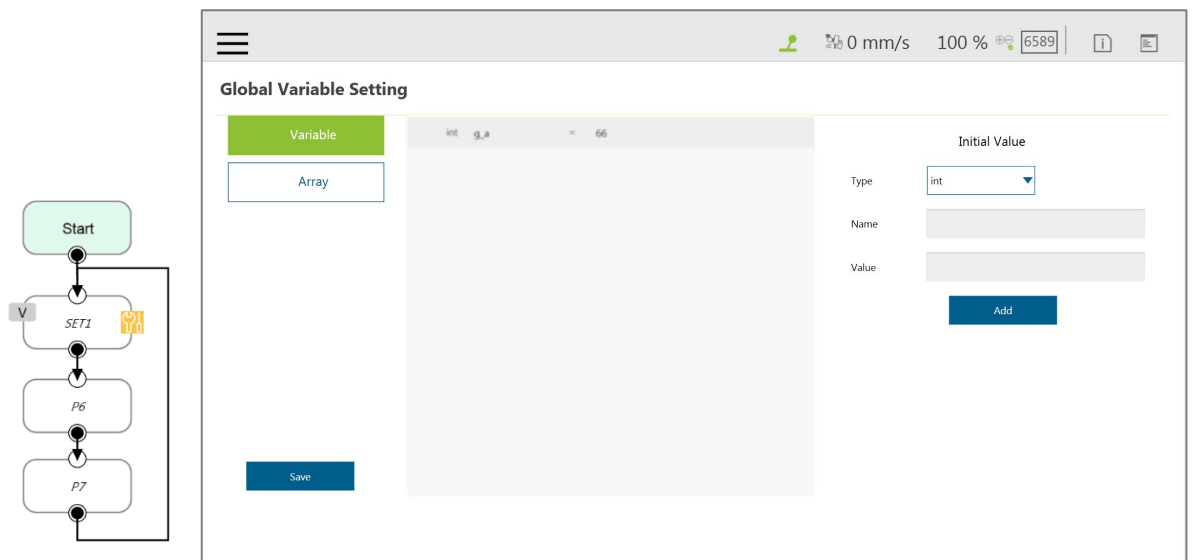 0 mm/s 100 % 6589
Global Variable Setting
Variable
int g_a = 66
Initial Value
Array
Type int
Name
Value
Add
Save
Start
V
SET1
P6
P7